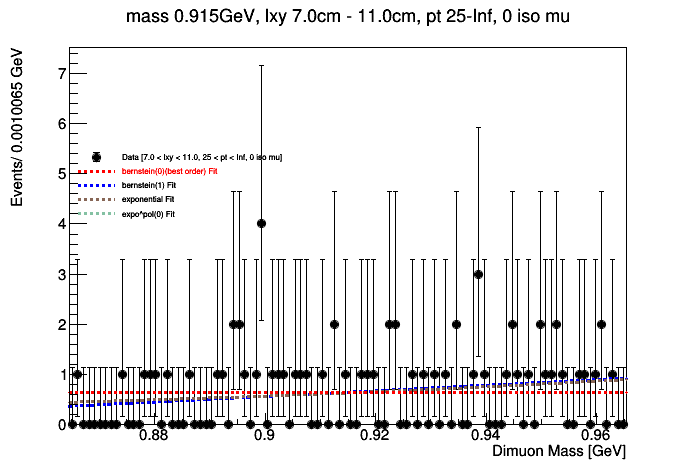 mass 0.915GeV, lxy 7.0cm - 11.0cm, pt 25-Inf, 0 iso mu
Events/ 0.0010065 GeV
7
6
5
4
3
2
1
0
Data [7.0 < lxy < 11.0, 25 < pt < Inf, 0 iso mu]
bernstein(0)(best order) Fit
bernstein(1) Fit
exponential Fit
expo^pol(0) Fit
0.88 0.9 0.92 0.94 0.96
Dimuon Mass [GeV]